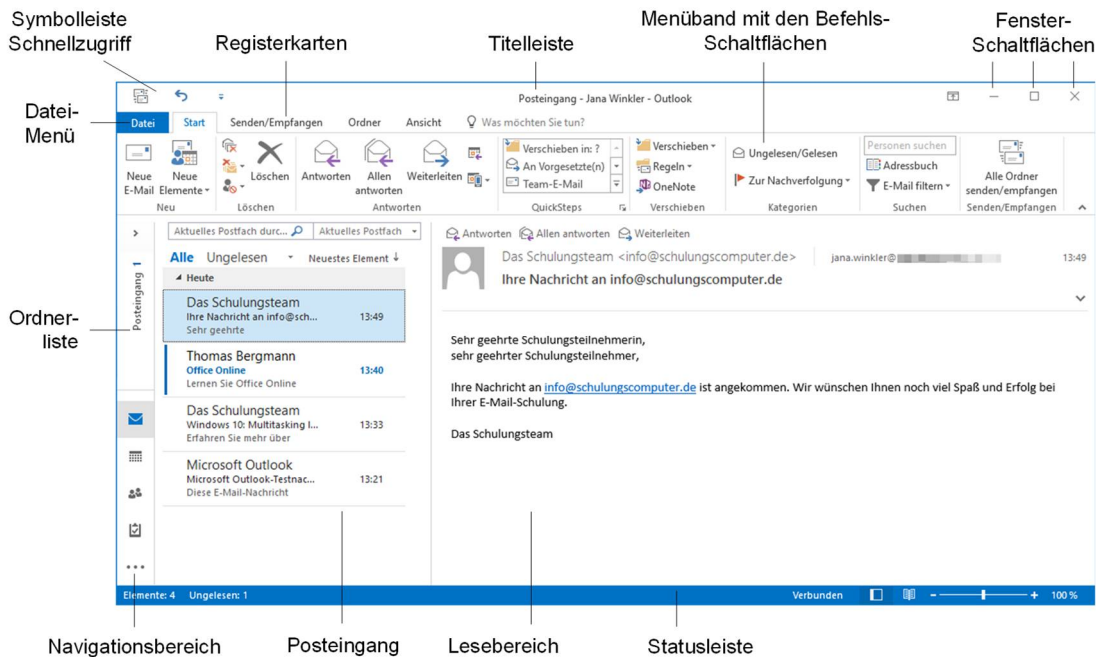 Symbolleiste
Schnellzugriff
Registerkarten
Titelleiste
Menüband mit den Befehls-
Schaltflächen
Fenster-
Schaltflächen
Datei-
Menü
Posteingang - Jana Winkler - Outlook
Datei Start Senden/Empfangen Ordner Ansicht Was möchten Sie tun?
Neue
E-Mail
Neue
Elemente
Neu
Löschen
Löschen
Antworten
Allen
antworten
Weiterleiten
Antworten
Verschieben in: ?
An Vorgesetzte(n)
Team-E-Mail
QuickSteps
Verschieben
Regeln
OneNote
Verschieben
Ungelesen/Gelesen
Zur Nachverfolgung
Kategorien
Personen suchen
Adressbuch
E-Mail filtern
Suchen
Alle Ordner
senden/empfangen
Senden/Empfangen
Ordner-
liste
Posteingang 1
Aktuelles Postfach durc... Aktuelles Postfach
Alle Ungelesen Neuestes Element
Heute
Das Schulungsteam
Ihre Nachricht an info@sch... 13:49
Sehr geehrte
Thomas Bergmann
Office Online 13:40
Lernen Sie Office Online
Das Schulungsteam
Windows 10: Multitasking l... 13:33
Erfahren Sie mehr über
Microsoft Outlook
Microsoft Outlook-Testnac... 13:21
Diese E-Mail-Nachricht
Antworten Allen antworten Weiterleiten
Das Schulungsteam <info@schulungscomputer.de> jana.winkler@ 13:49
Ihre Nachricht an info@schulungscomputer.de
Sehr geehrte Schulungsteilnehmerin,
sehr geehrter Schulungsteilnehmer,
Ihre Nachricht an info@schulungscomputer.de ist angekommen. Wir wünschen Ihnen noch viel Spaß und Erfolg bei
Ihrer E-Mail-Schulung.
Das Schulungsteam
Elemente: 4 Ungelesen: 1 Verbunden - + 100 %
Navigationsbereich
Posteingang
Lesebereich
Statusleiste